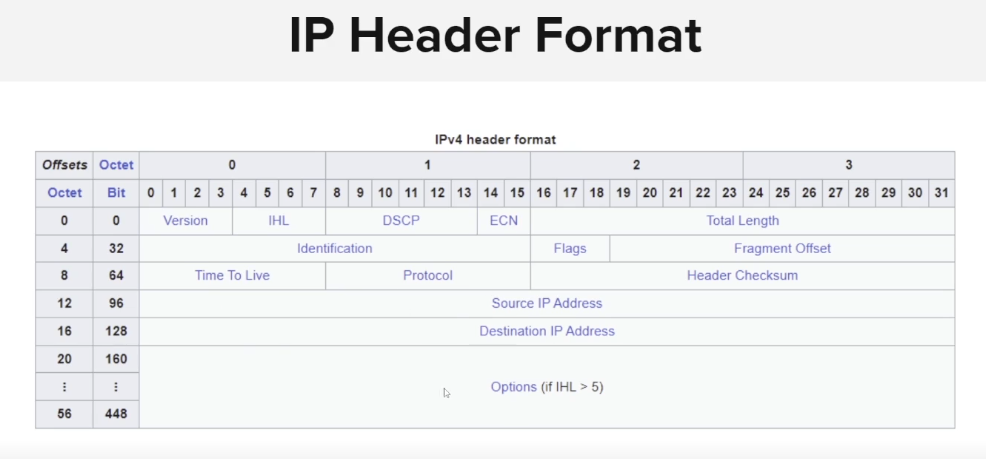 IP Header Format
IPv4 header format
Offsets Octet 0 1 2 3
Octet Bit 0 1 2 3 4 5 6 7 8 9 10 11 12 13 14 15 16 17 18 19 20 21 22 23 24 25 26 27 28 29 30 31
0 0 Version IHL DSCP ECN Total Length
4 32 Identification Flags Fragment Offset
8 64 Time To Live Protocol Header Checksum
12 96 Source IP Address
16 128 Destination IP Address
20 160
⋮ ⋮ Options (if IHL > 5)
56 448